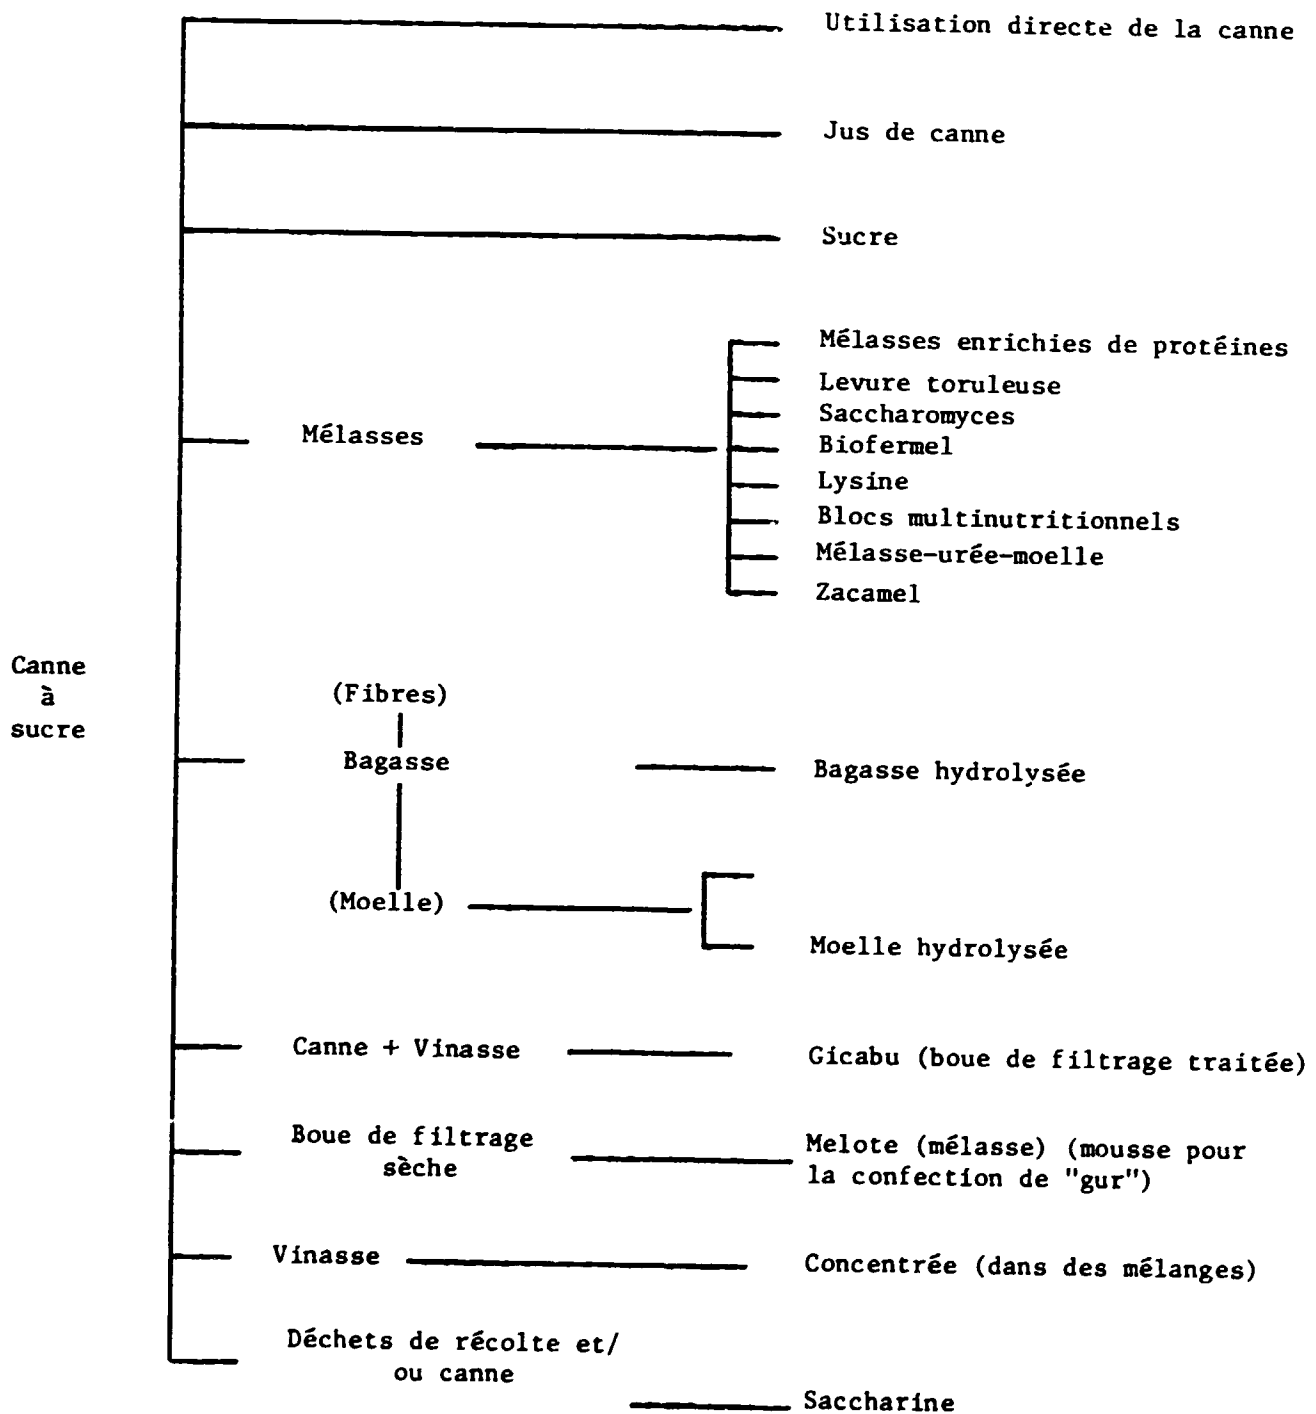 Utilisation directe de la canne
Jus de canne
Sucre
Mélasses
Mélasses enrichies de protéines
Levure toruleuse
Saccharomyces
Biofermel
Lysine
Blocs multinutritionnels
Mélasse-urée-moelle
Zacamel
Canne
à
sucre
(Fibres)
Bagasse
Bagasse hydrolysée
(Moelle)
Moelle hydrolysée
Canne + Vinasse
Gicabu (boue de filtrage traitée)
Boue de filtrage
sèche
Melote (mélasse) (mousse pour
la confection de "gur")
Vinasse
Concentrée (dans des mélanges)
Déchets de récolte et/
ou canne
Saccharine